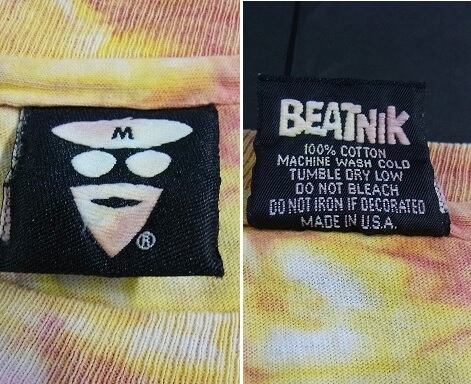 M
®
BEATNIK
100% COTTON
MACHINE WASH COLD
TUMBLE DRY LOW
DO NOT BLEACH
DO NOT IRON IF DECORATED
MADE IN U.S.A.